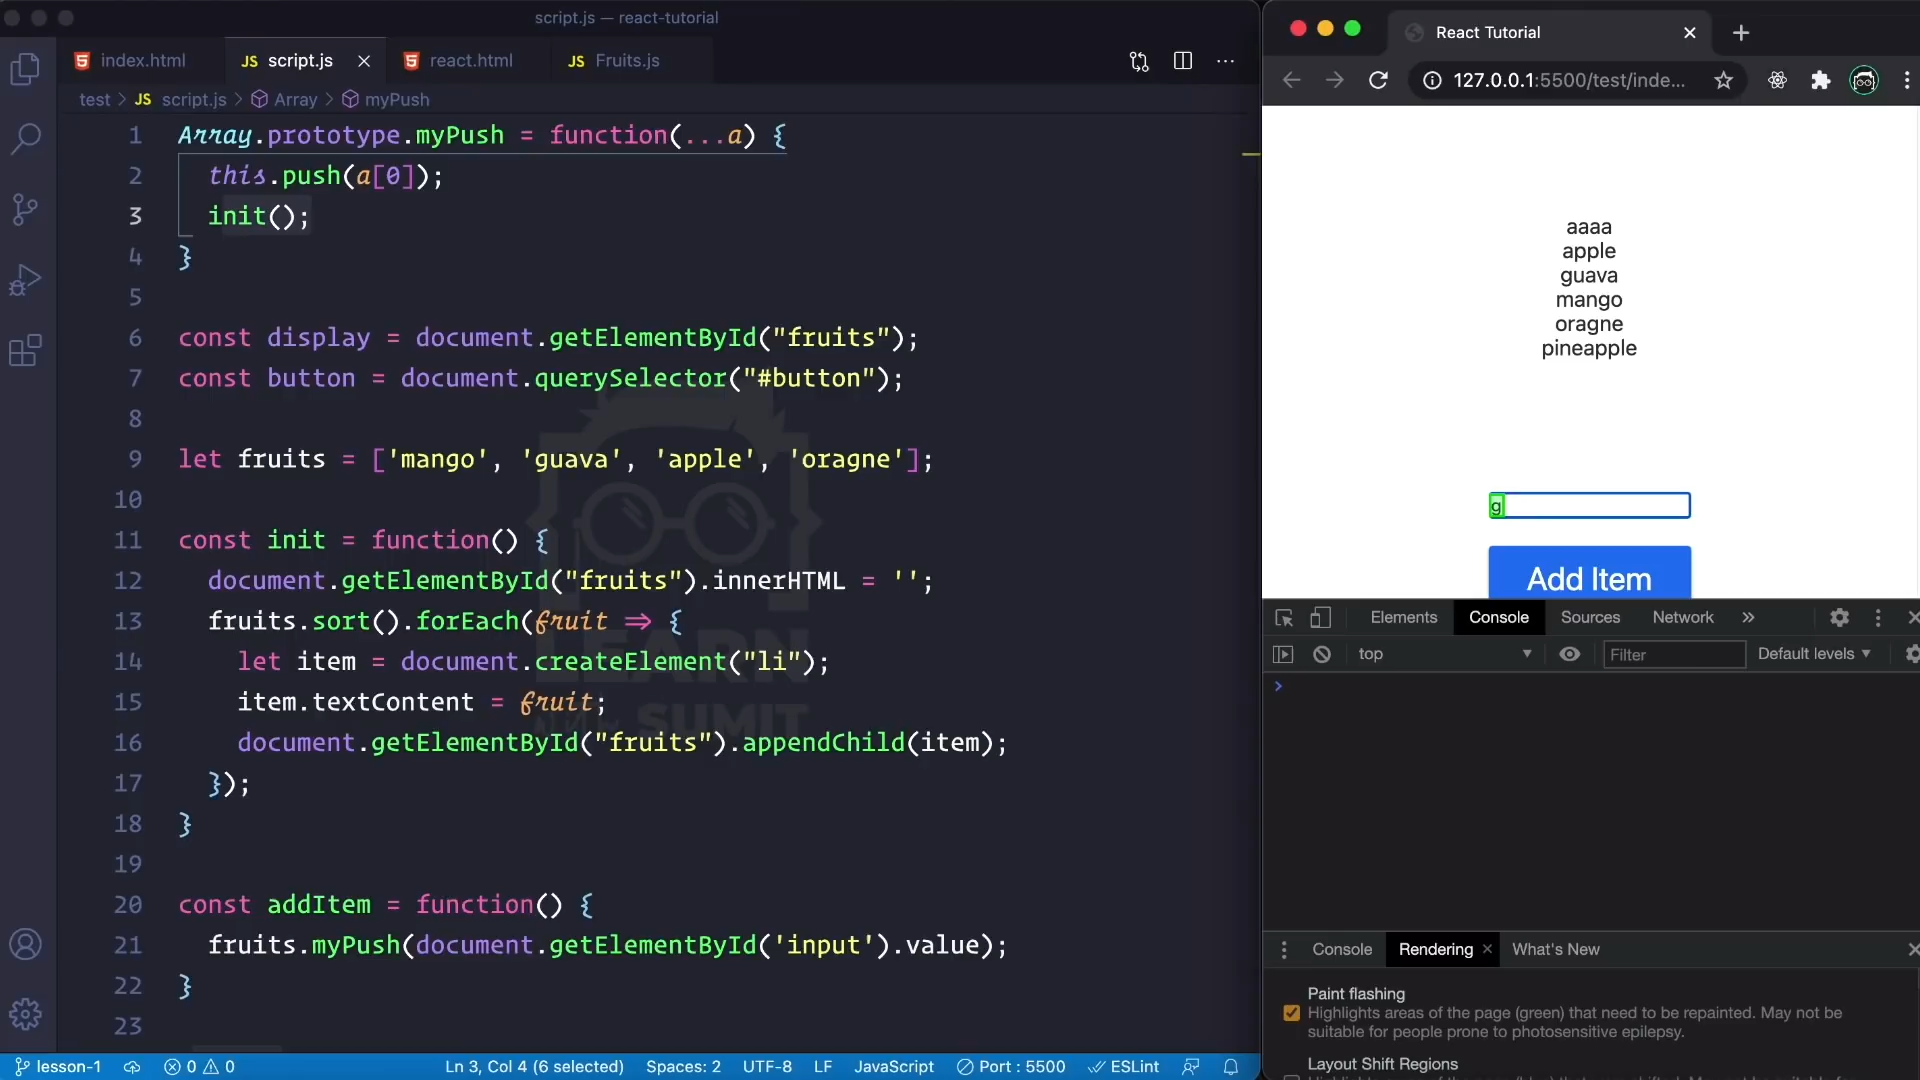 script.js — react-tutorial
index.html
JS script.js
react.html
JS Fruits.js
test > JS script.js > Array > myPush
1 Array.prototype.myPush = function(...a) {
2 this.push(a[0]);
3 init();
4 }
5
6 const display = document.getElementById("fruits");
7 const button = document.querySelector("#button");
8
9 let fruits = ['mango', 'guava', 'apple', 'oragne'];
10
11 const init = function() {
12 document.getElementById("fruits").innerHTML = '';
13 fruits.sort().forEach(fruit => {
14 let item = document.createElement("li");
15 item.textContent = fruit;
16 document.getElementById("fruits").appendChild(item);
17 });
18 }
19
20 const addItem = function() {
21 fruits.myPush(document.getElementById('input').value);
22 }
23
LEARN
WITH SUMIT
lesson-1
0 0
Ln 3, Col 4 (6 selected)
Spaces: 2
UTF-8
LF
JavaScript
Port : 5500
ESLint
React Tutorial
127.0.0.1:5500/test/inde...
aaaa
apple
guava
mango
oragne
pineapple
g
Add Item
Elements
Console
Sources
Network
top
Filter
Default levels
Console
Rendering
What's New
Paint flashing
Highlights areas of the page (green) that need to be repainted. May not be
suitable for people prone to photosensitive epilepsy.
Layout Shift Regions